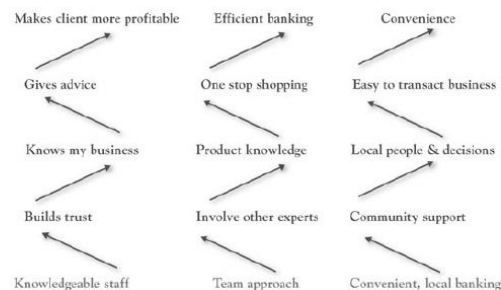 Makes client more profitable Efficient banking Convenience
Gives advice One stop shopping Easy to transact business
Knows my business Product knowledge Local people & decisions
Builds trust Involve other experts Community support
Knowledgeable staff Team approach Convenient, local banking